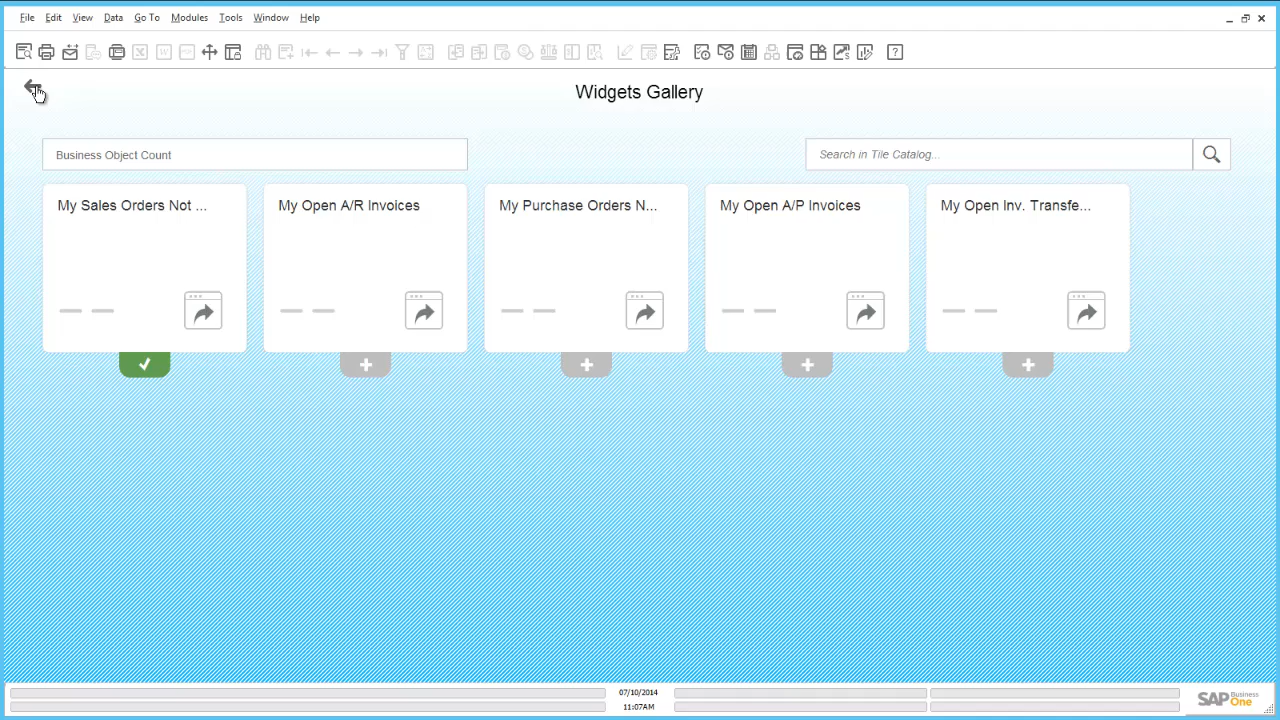 File Edit View Data Go To Modules Tools Window Help
Widgets Gallery
Business Object Count
Search in Tile Catalog...
My Sales Orders Not ...
My Open A/R Invoices
My Purchase Orders N...
My Open A/P Invoices
My Open Inv. Transfe...
07/10/2014
11:07AM
SAP Business One